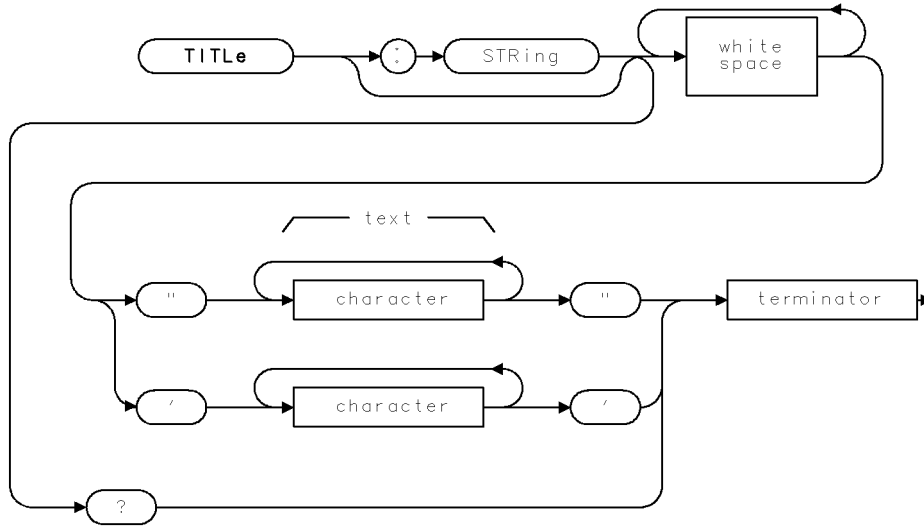 TITLe
:
STRing
white
space
text
"
character
"
terminator
'
character
'
?